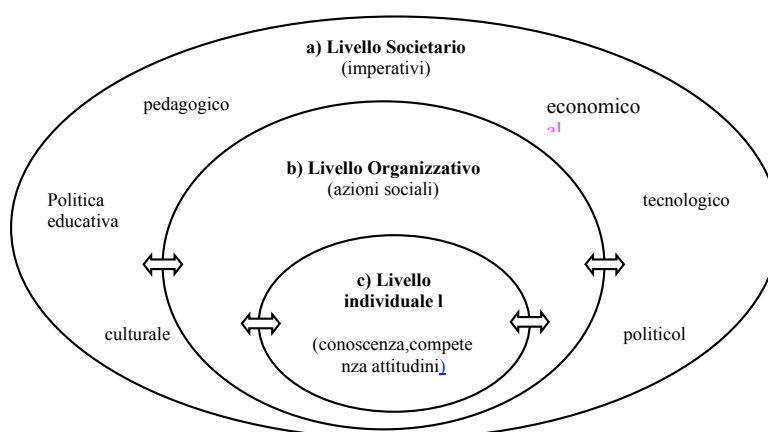 a) Livello Societario
(imperativi)
pedagogico
economico
al
b) Livello Organizzativo
(azioni sociali)
Politica
educativa
tecnologico
c) Livello
individuale l
culturale
politicol
(conoscenza,compete
nza attitudini)